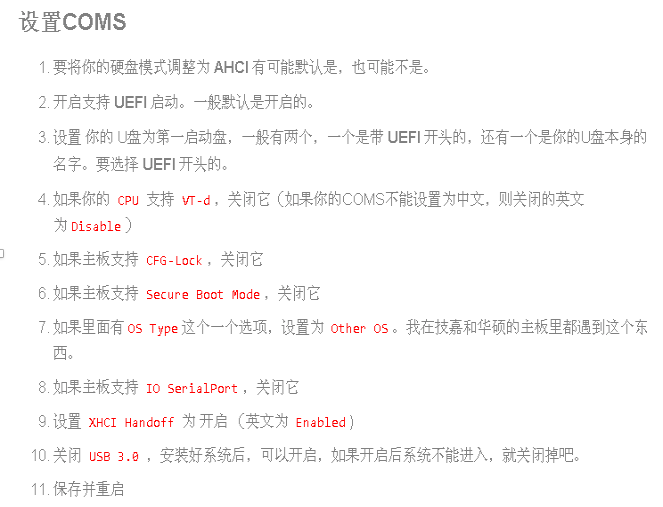 设置COMS
1. 要将你的硬盘模式调整为 AHCI 有可能默认是，也可能不是。
2. 开启支持 UEFI 启动。一般默认是开启的。
3. 设置 你的 U盘为第一启动盘，一般有两个，一个是带 UEFI 开头的，还有一个是你的U盘本身的
名字。要选择 UEFI 开头的。
4. 如果你的 CPU 支持 VT-d ，关闭它（如果你的COMS不能设置为中文，则关闭的英文
为 Disable ）
5. 如果主板支持 CFG-Lock ，关闭它
6. 如果主板支持 Secure Boot Mode ，关闭它
7. 如果里面有 OS Type 这个一个选项，设置为 Other OS 。我在技嘉和华硕的主板里都遇到这个东
西。
8. 如果主板支持 IO SerialPort ，关闭它
9. 设置 XHCI Handoff 为 开启 （英文为 Enabled ）
10. 关闭 USB 3.0 ，安装好系统后，可以开启，如果开启后系统不能进入，就关闭掉吧。
11. 保存并重启